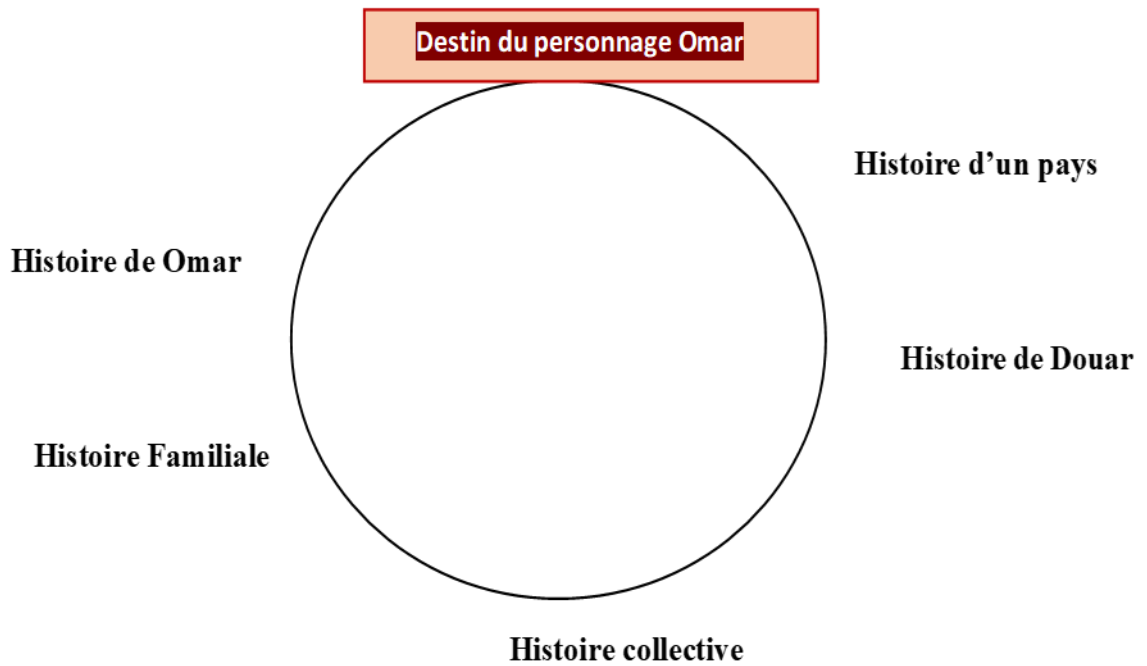 Destin du personnage Omar
Histoire d’un pays
Histoire de Omar
Histoire de Douar
Histoire Familiale
Histoire collective